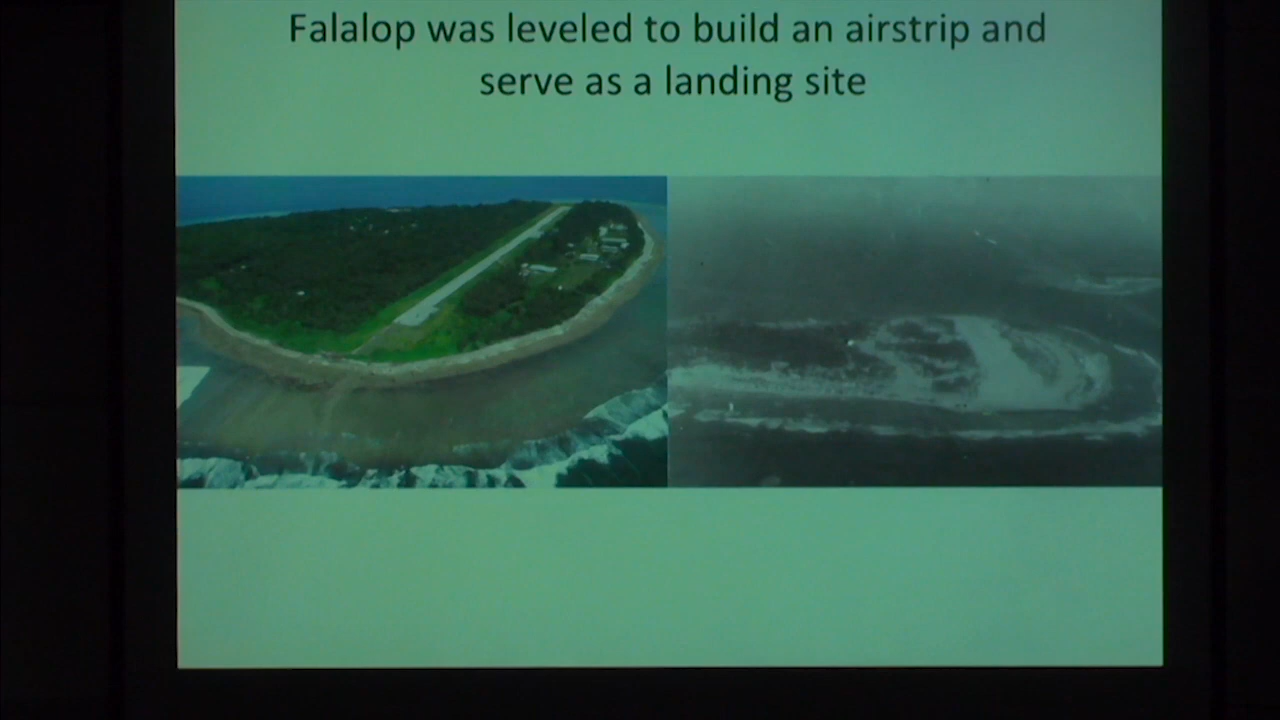 Falalop was leveled to build an airstrip and
serve as a landing site